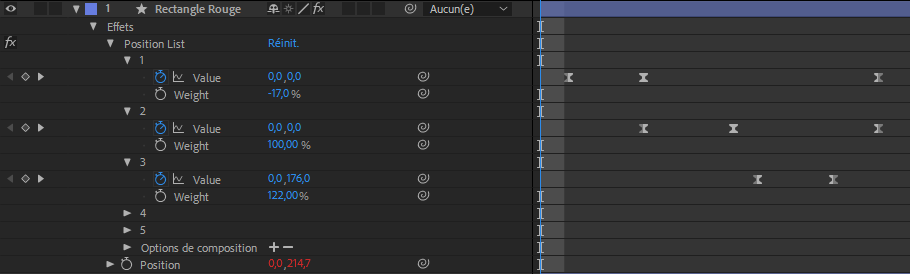 1 Rectangle Rouge fx Aucun(e)
Effets
fx Position List Réinit.
1
Value 0,0,0,0
Weight -17,0 %
2
Value 0,0,0,0
Weight 100,00 %
3
Value 0,0,176,0
Weight 122,00 %
4
5
Options de composition + −
Position 0,0,214,7